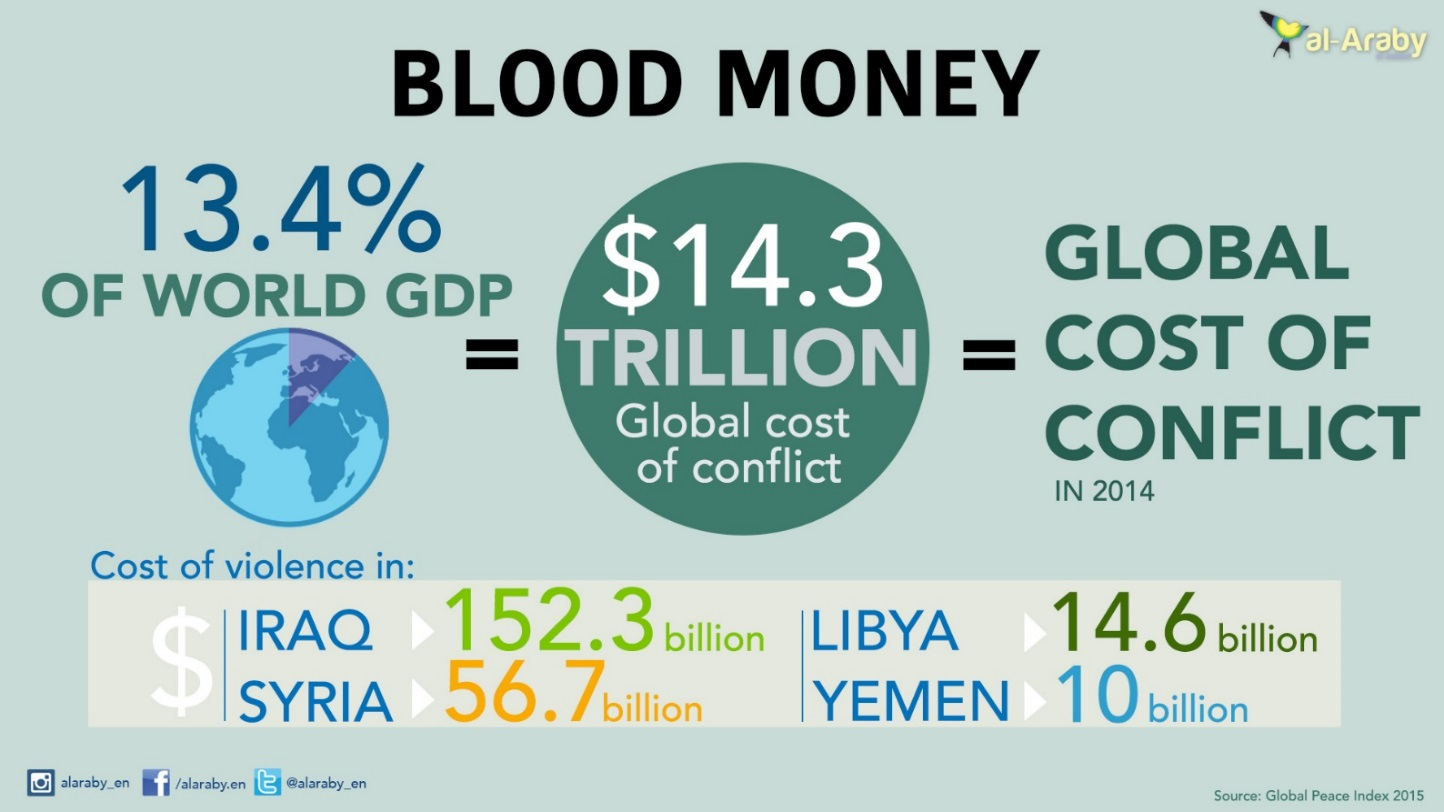 al-Araby
BLOOD MONEY
13.4%
OF WORLD GDP
=
$14.3
TRILLION
Global cost
of conflict
=
GLOBAL
COST OF
CONFLICT
IN 2014
Cost of violence in:
$
IRAQ 152.3 billion
SYRIA 56.7 billion
LIBYA 14.6 billion
YEMEN 10 billion
alaraby_en /alaraby.en @alaraby_en
Source: Global Peace Index 2015